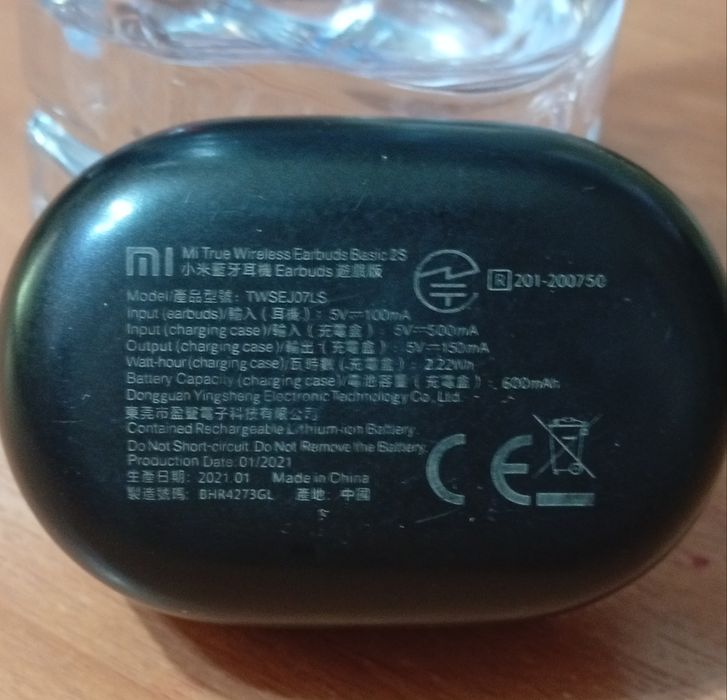 mi Mi True Wireless Earbuds Basic 2S
小米藍牙耳機 Earbuds 遊戲版
R 201-200750
Model/產品型號: TWSEJ07LS
Input (earbuds)/輸入 (耳機): 5V⎓100mA
Input (charging case)/輸入 (充電盒): 5V⎓500mA
Output (charging case)/輸出 (充電盒): 5V⎓150mA
Watt-hour (charging case)/瓦時數 (充電盒): 2.22Wh
Battery Capacity (charging case)/電池容量 (充電盒): 600mAh
Dongguan Yingsheng Electronic Technology Co., Ltd.
東莞市盈聲電子科技有限公司
Contained Rechargeable Lithium-ion Battery.
Do Not Short-circuit. Do Not Remove the Battery.
Production Date: 01/2021
生產日期: 2021.01 Made in China
製造號碼: BHR4273GL 產地: 中國
CE